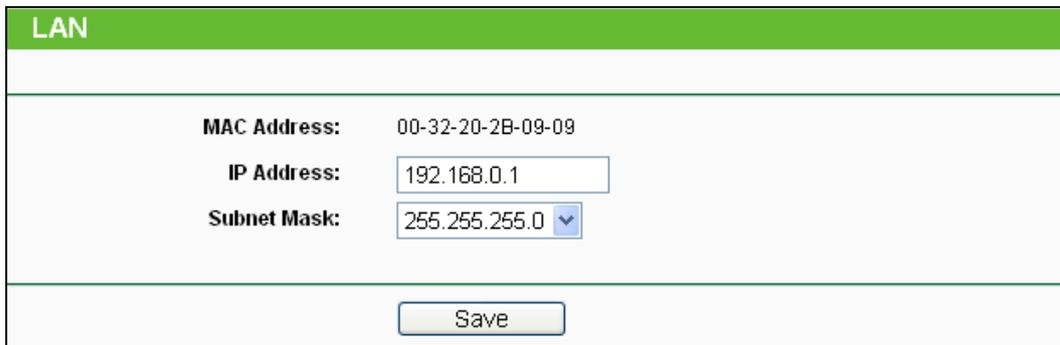 LAN
MAC Address: 00-32-20-2B-09-09
IP Address: 192.168.0.1
Subnet Mask: 255.255.255.0
Save